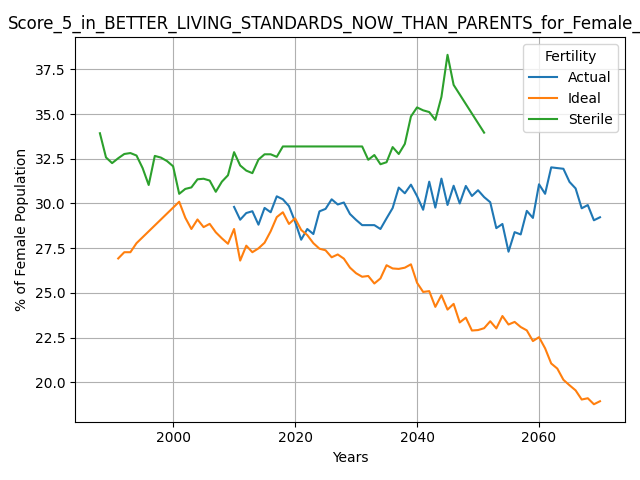 Score_5_in_BETTER_LIVING_STANDARDS_NOW_THAN_PARENTS_for_Female_
Fertility
Actual
Ideal
Sterile
% of Female Population
37.5
35.0
32.5
30.0
27.5
25.0
22.5
20.0
2000
2020
2040
2060
Years